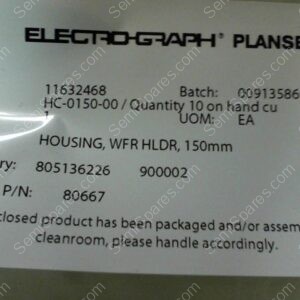 ELECTRO-GRAPH® PLANSE
11632468 Batch: 00913586
HC-0150-00 / Quantity 10 on hand cu
1 UOM: EA
HOUSING, WFR HLDR, 150mm
ry: 805136226 900002
P/N: 80667
closed product has been packaged and/or assem
cleanroom, please handle accordingly.